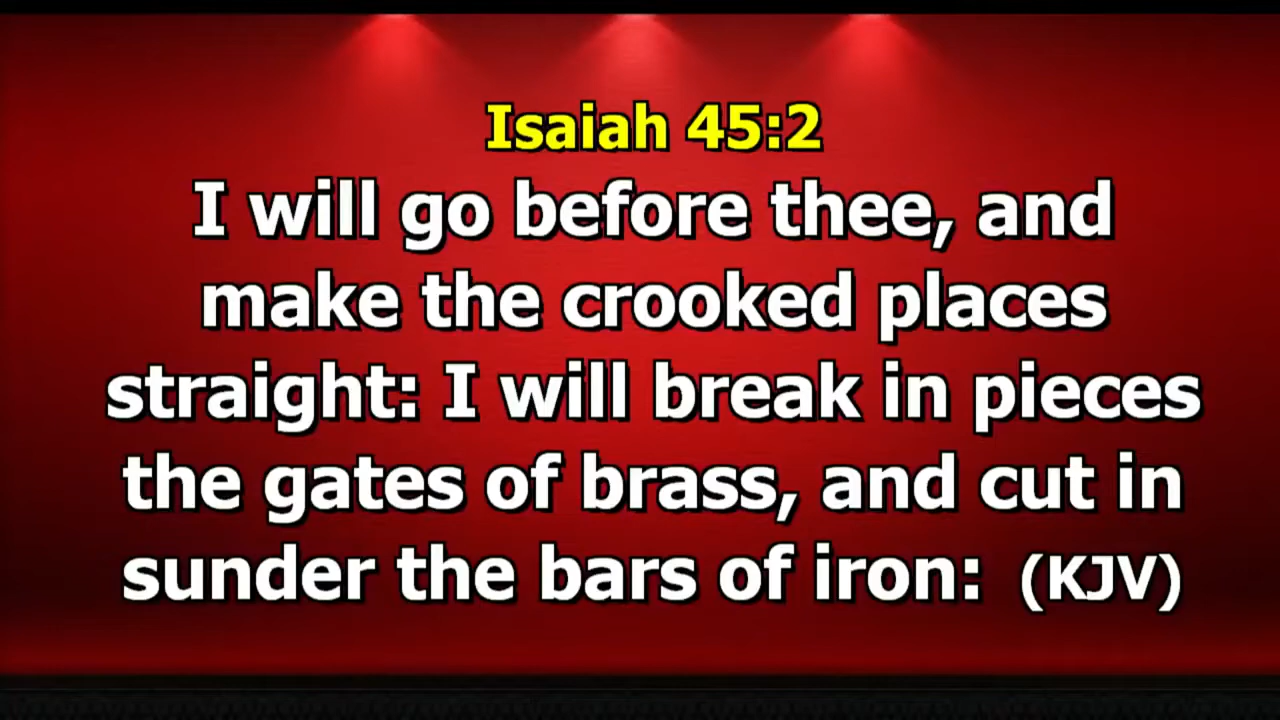 Isaiah 45:2
I will go before thee, and
make the crooked places
straight: I will break in pieces
the gates of brass, and cut in
sunder the bars of iron: (KJV)